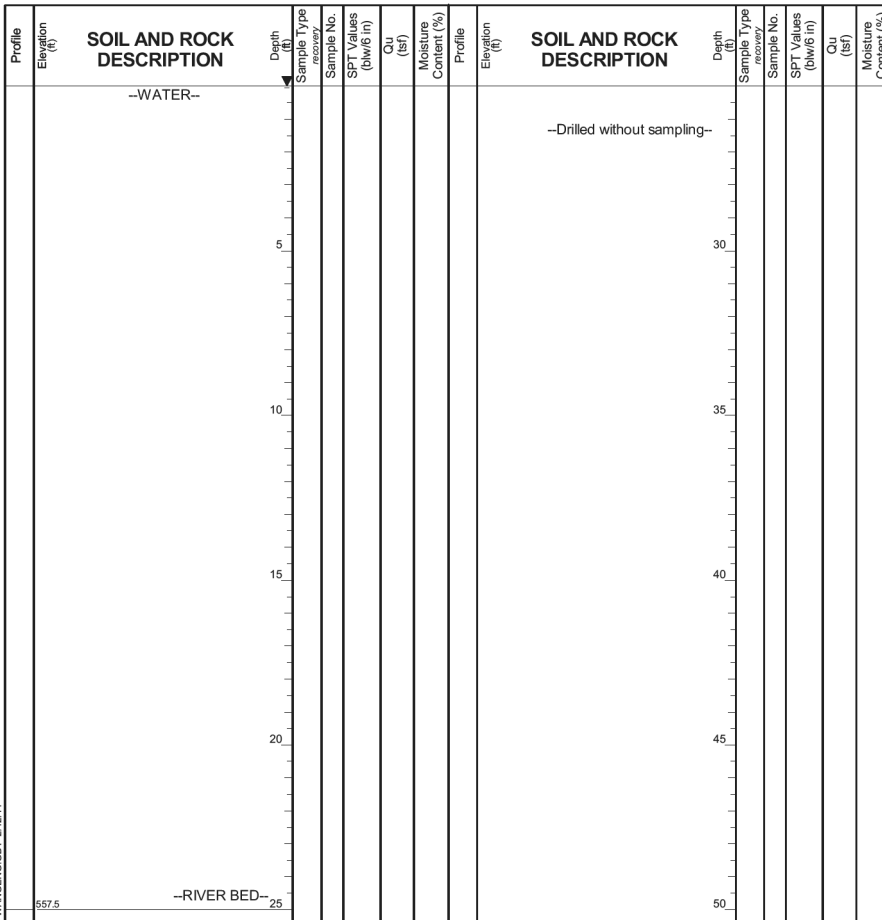 Profile
Elevation
(ft)
SOIL AND ROCK
DESCRIPTION
Depth
(ft)
Sample Type
recovery
Sample No.
SPT Values
(blw/6 in)
Qu
(tsf)
Moisture
Content (%)
Profile
Elevation
(ft)
SOIL AND ROCK
DESCRIPTION
Depth
(ft)
Sample Type
recovery
Sample No.
SPT Values
(blw/6 in)
Qu
(tsf)
Moisture
Content (%)
--WATER--
5
10
15
20
--RIVER BED--
557.5
25
--Drilled without sampling--
30
35
40
45
50